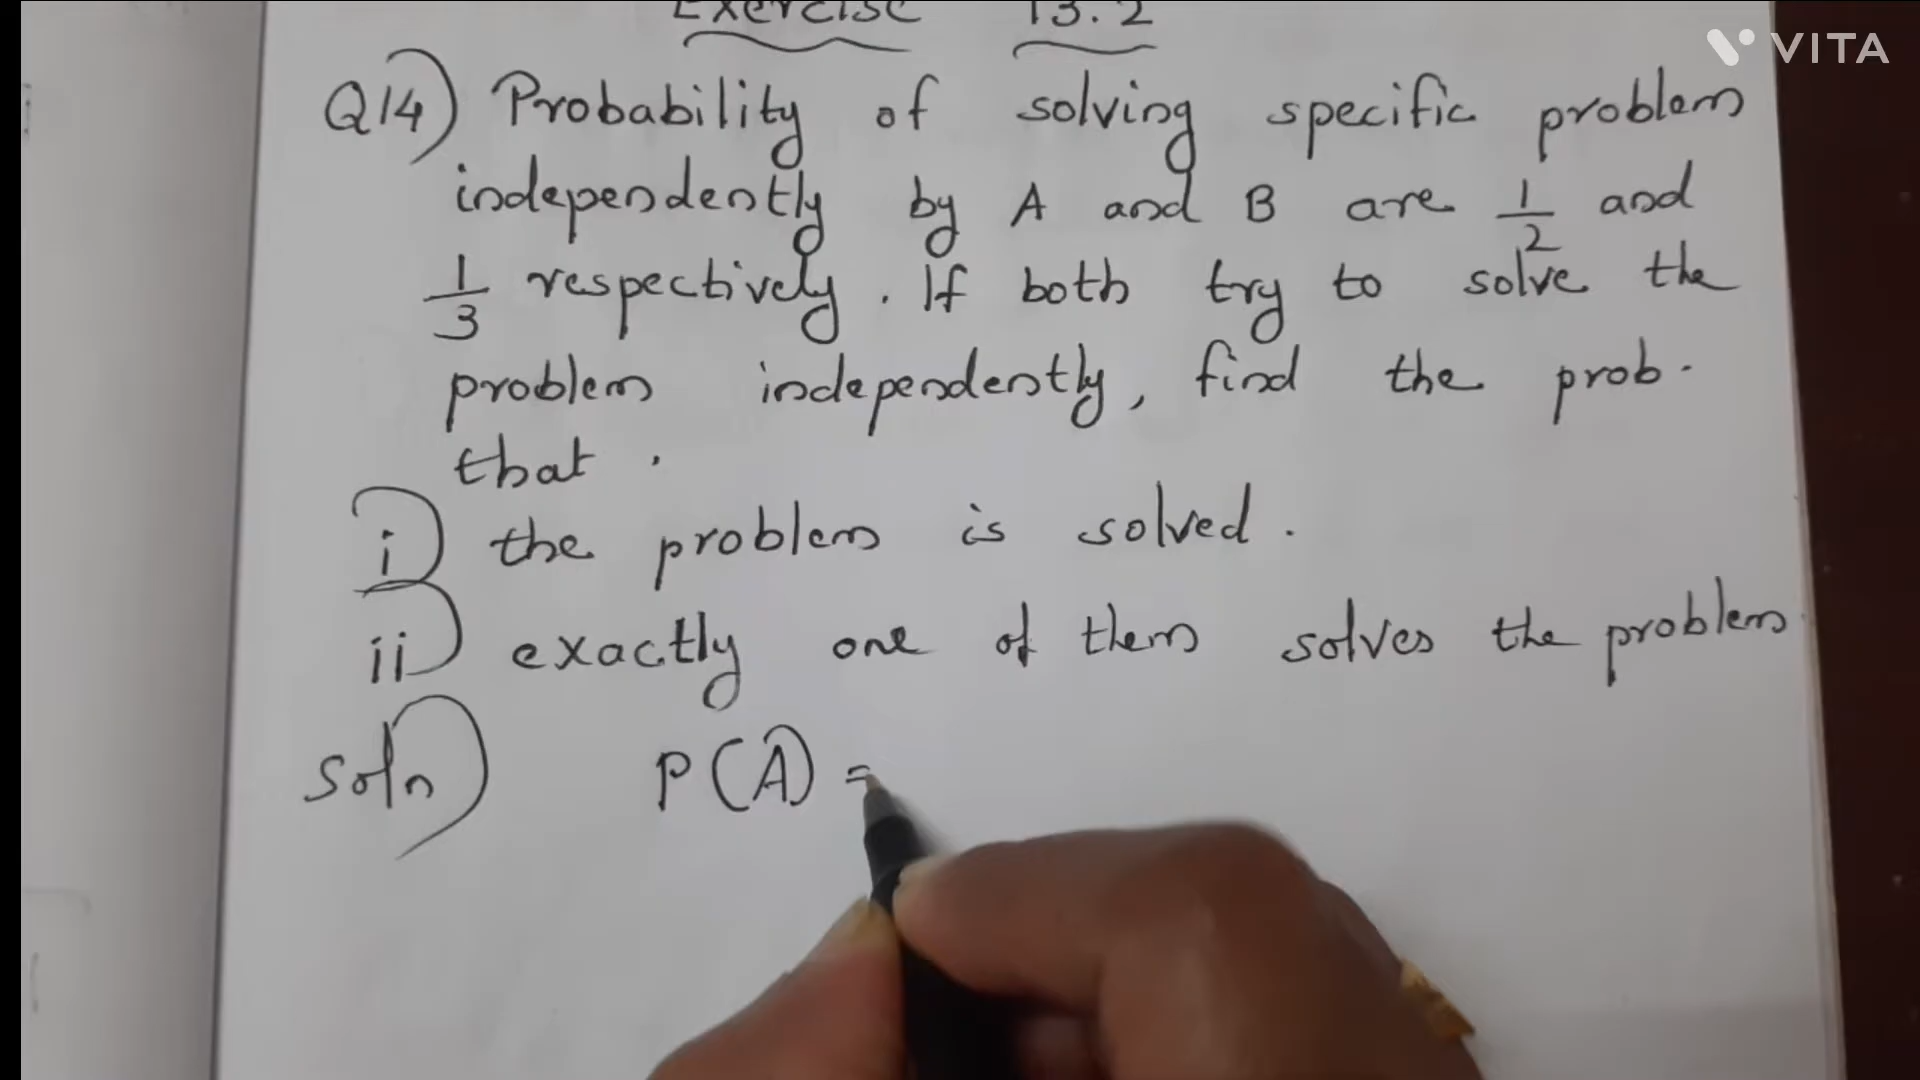 Exercise 13.2
VITA
Q14) Probability of solving specific problem
independently by A and B are 1/2 and
1/3 respectively. If both try to solve the
problem independently, find the prob.
that.
i) the problem is solved.
ii) exactly one of them solves the problem
Soln) P(A) =